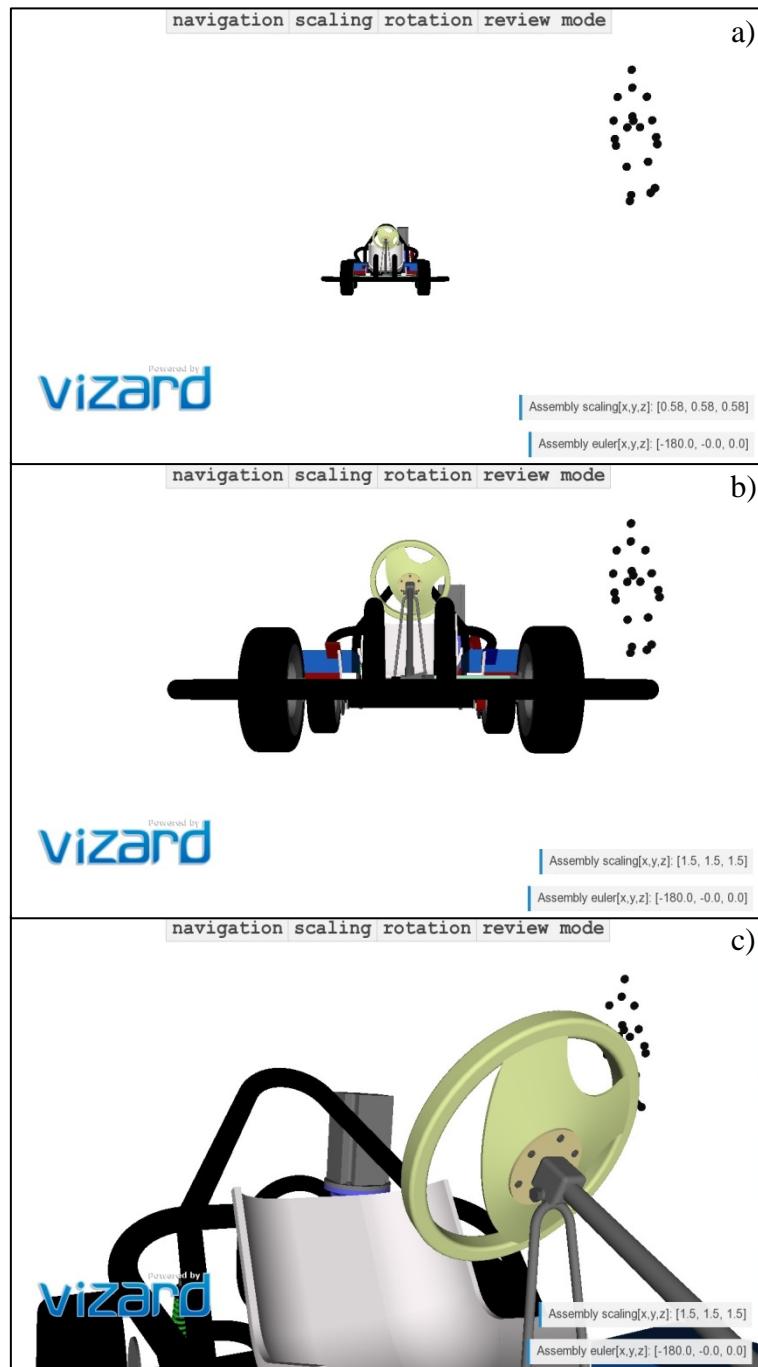 navigation scaling rotation review mode
a)
Powered by
vizard
Assembly scaling[x,y,z]: [0.58, 0.58, 0.58]
Assembly euler[x,y,z]: [-180.0, -0.0, 0.0]
navigation scaling rotation review mode
b)
Powered by
vizard
Assembly scaling[x,y,z]: [1.5, 1.5, 1.5]
Assembly euler[x,y,z]: [-180.0, -0.0, 0.0]
navigation scaling rotation review mode
c)
Powered by
vizard
Assembly scaling[x,y,z]: [1.5, 1.5, 1.5]
Assembly euler[x,y,z]: [-180.0, -0.0, 0.0]